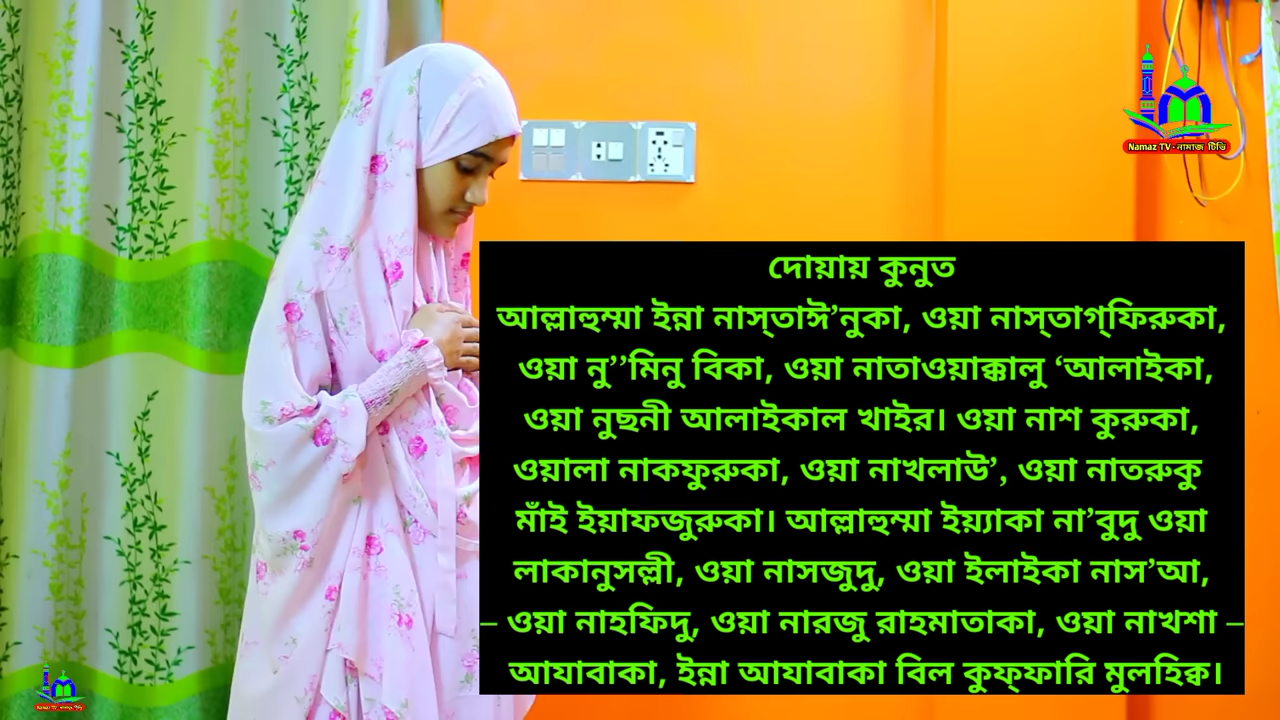 Namaz TV - নামাজ টিভি
দোয়ায় কুনুত
আল্লাহুম্মা ইন্না নাস্‌তাঈ’নুকা, ওয়া নাস্‌তাগ্‌ফিরুকা,
ওয়া নু’’মিনু বিকা, ওয়া নাতাওয়াক্কালু ‘আলাইকা,
ওয়া নুছনী আলাইকাল খাইর। ওয়া নাশ কুরুকা,
ওয়ালা নাকফুরুকা, ওয়া নাখলাউ’, ওয়া নাতরুকু
মাঁই ইয়াফজুরুকা। আল্লাহুম্মা ইয়্যাকা না’বুদু ওয়া
লাকানুসল্লী, ওয়া নাসজুদু, ওয়া ইলাইকা নাস’আ,
– ওয়া নাহফিদু, ওয়া নারজু রাহমাতাকা, ওয়া নাখশা –
আযাবাকা, ইন্না আযাবাকা বিল কুফ্‌ফারি মুলহিক্ব।
Namaz TV - নামাজ টিভি